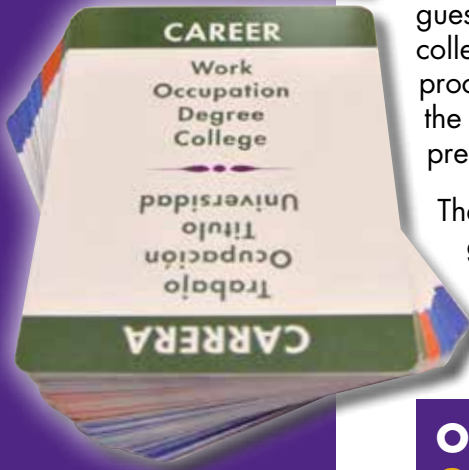 CAREER
Work
Occupation
Degree
College
CARRERA
Trabajo
Ocupación
Título
Universidad
gues
colle
proc
the
pre
The
g
O